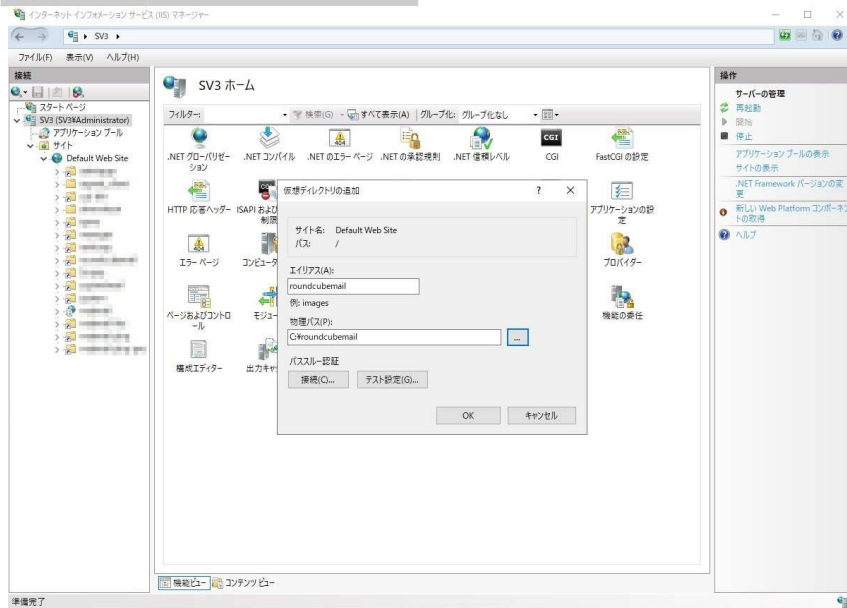 インターネット インフォメーション サービス (IIS) マネージャー
SV3
ファイル(F) 表示(V) ヘルプ(H)
接続
スタート ページ
SV3 (SV3¥Administrator)
アプリケーション プール
サイト
Default Web Site
SV3 ホーム
フィルター: 検索(G) すべて表示(A) グループ化: グループ化なし
.NET グローバリゼーション
.NET コンパイル
.NET のエラー ページ
.NET の承認規則
.NET 信頼レベル
CGI
FastCGI の設定
HTTP 応答ヘッダー
ISAPI および
制限
アプリケーションの設定
エラー ページ
コンピュータ
プロバイダー
ページおよびコントロール
モジュー
機能の委任
構成エディター
出力キャ
仮想ディレクトリの追加
? ×
サイト名: Default Web Site
パス: /
エイリアス(A):
roundcubemail
例: images
物理パス(P):
C:¥roundcubemail
...
パススルー認証
接続(C)... テスト設定(G)...
OK キャンセル
機能ビュー コンテンツ ビュー
操作
サーバーの管理
再起動
開始
停止
アプリケーション プールの表示
サイトの表示
.NET Framework バージョンの変更
新しい Web Platform コンポーネントの取得
ヘルプ
準備完了